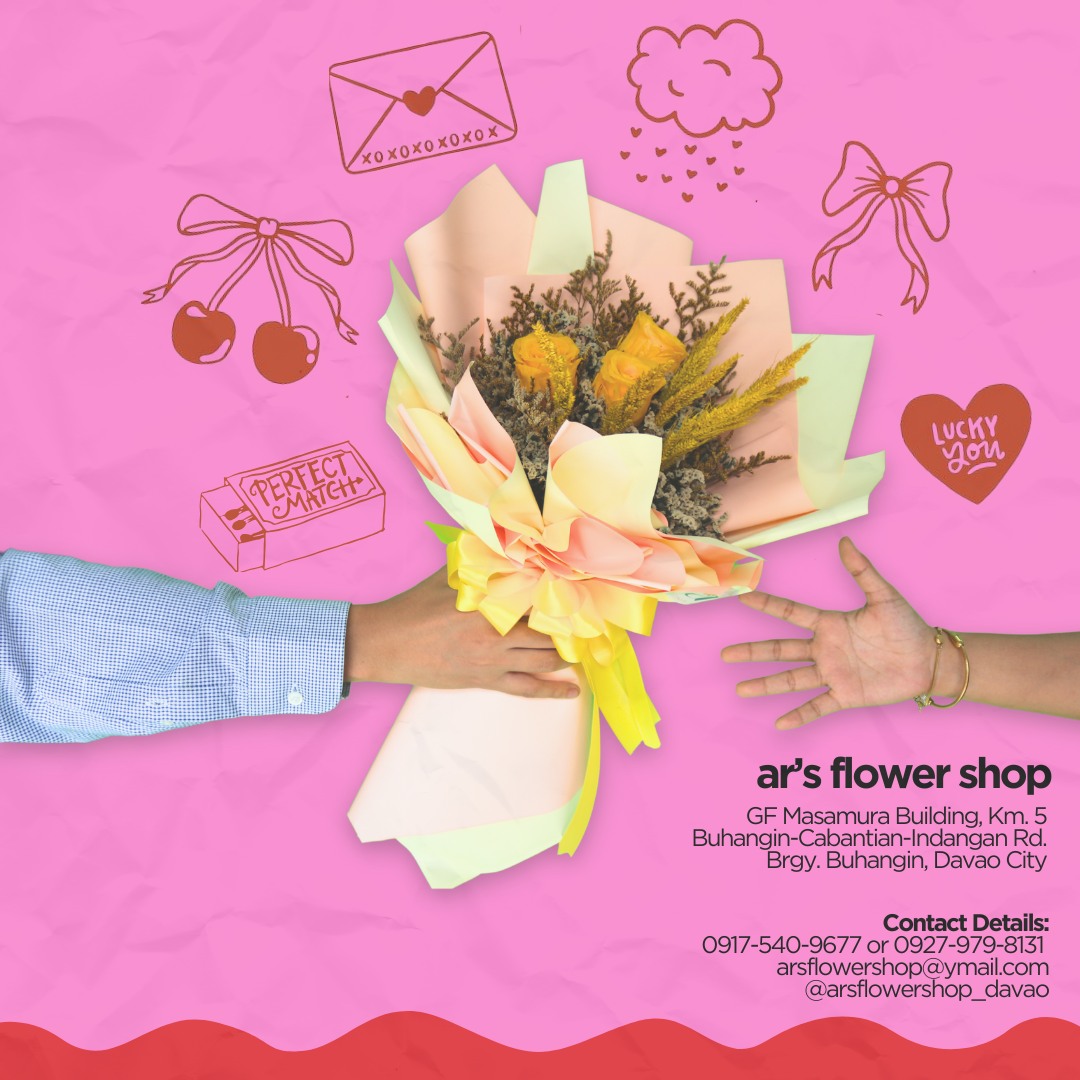 XOXOXOXOXOX
PERFECT
MATCH
LUCKY
you
ar's flower shop
GF Masamura Building, Km. 5
Buhangin-Cabantian-Indangan Rd.
Brgy. Buhangin, Davao City
Contact Details:
0917-540-9677 or 0927-979-8131
arsflowershop@ymail.com
@arsflowershop_davao